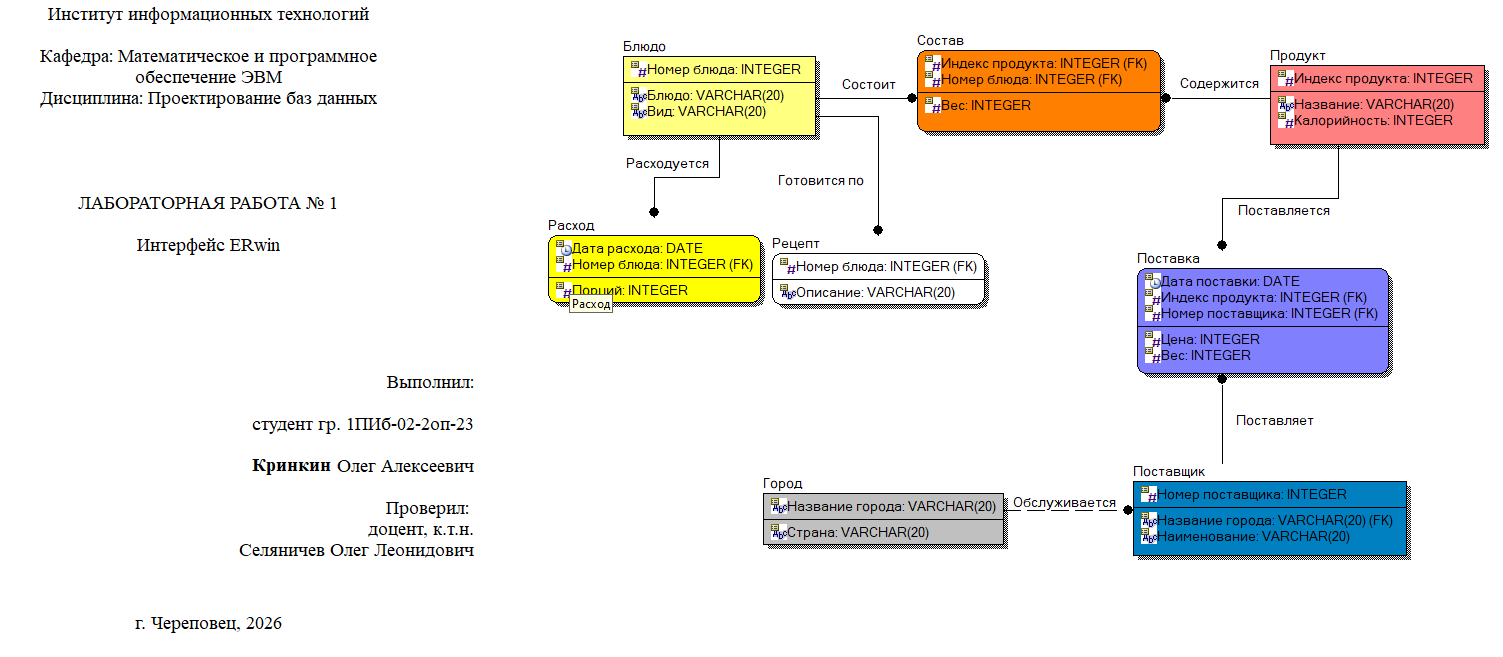 Институт информационных технологий
Кафедра: Математическое и программное
обеспечение ЭВМ
Дисциплина: Проектирование баз данных
ЛАБОРАТОРНАЯ РАБОТА № 1
Интерфейс ERwin
Выполнил:
студент гр. 1ПИб-02-2оп-23
Кринкин Олег Алексеевич
Проверил:
доцент, к.т.н.
Селяничев Олег Леонидович
г. Череповец, 2026
Блюдо
Номер блюда: INTEGER
Блюдо: VARCHAR(20)
Вид: VARCHAR(20)
Состоит
Состав
Индекс продукта: INTEGER (FK)
Номер блюда: INTEGER (FK)
Вес: INTEGER
Содержится
Продукт
Индекс продукта: INTEGER
Название: VARCHAR(20)
Калорийность: INTEGER
Расходуется
Готовится по
Поставляется
Расход
Дата расхода: DATE
Номер блюда: INTEGER (FK)
Порций: INTEGER
Расход
Рецепт
Номер блюда: INTEGER (FK)
Описание: VARCHAR(20)
Поставка
Дата поставки: DATE
Индекс продукта: INTEGER (FK)
Номер поставщика: INTEGER (FK)
Цена: INTEGER
Вес: INTEGER
Поставляет
Город
Название города: VARCHAR(20)
Страна: VARCHAR(20)
Обслуживается
Поставщик
Номер поставщика: INTEGER
Название города: VARCHAR(20) (FK)
Наименование: VARCHAR(20)